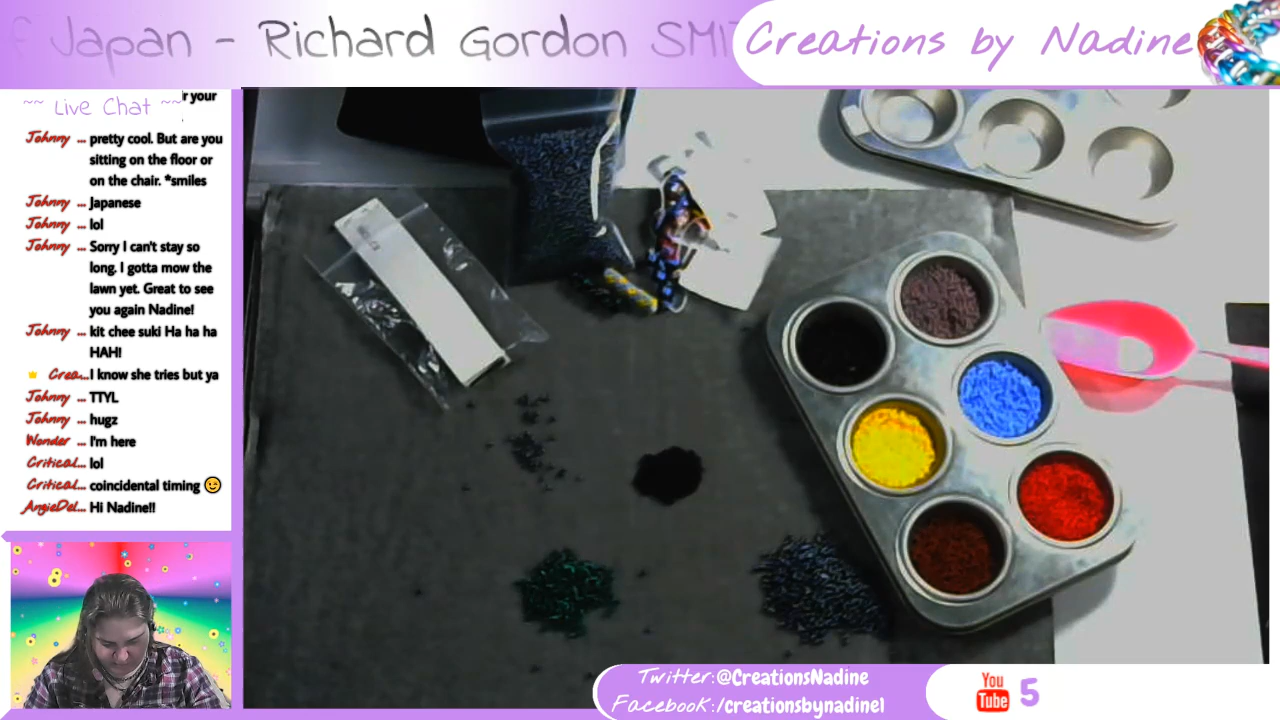 f Japan - Richard Gordon SMI
Creations by Nadine
~~ Live Chat ~~
r your
Johnny ... pretty cool. But are you
sitting on the floor or
on the chair. *smiles
Johnny ... Japanese
Johnny ... lol
Johnny ... Sorry I can't stay so
long. I gotta mow the
lawn yet. Great to see
you again Nadine!
Johnny ... kit chee suki Ha ha ha
HAH!
Crea... I know she tries but ya
Johnny ... TTYL
Johnny ... hugz
Wonder ... I'm here
Critical... lol
Critical... coincidental timing 😉
AngieDel... Hi Nadine!!
Twitter:@CreationsNadine
Facebook:/creationsbynadine1
You
Tube 5